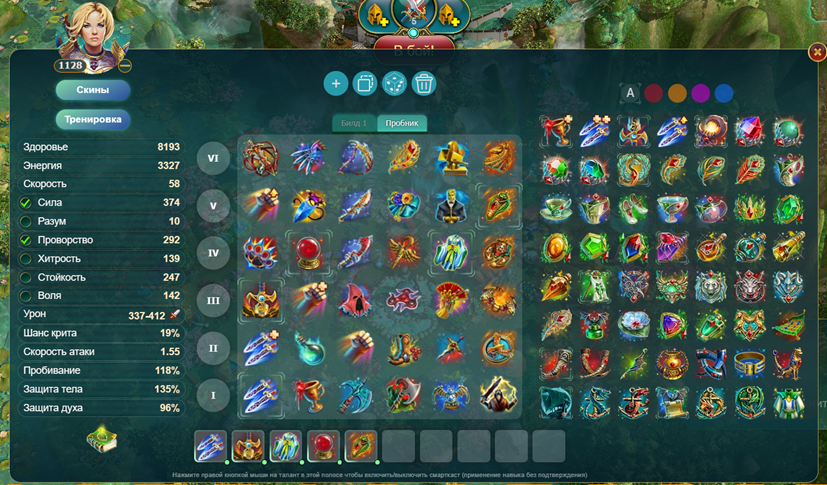 5
В бой!
1128
Скины
Тренировка
A
Билд 1
Пробник
Здоровье 8193
Энергия 3327
Скорость 58
Сила 374
Разум 10
Проворство 292
Хитрость 139
Стойкость 247
Воля 142
Урон 337-412
Шанс крита 19%
Скорость атаки 1.55
Пробивание 118%
Защита тела 135%
Защита духа 96%
VI
V
IV
III
II
I
Нажмите правой кнопкой мыши на талант в этой полосе чтобы включить/выключить смарткаст (применение навыка без подтверждения)